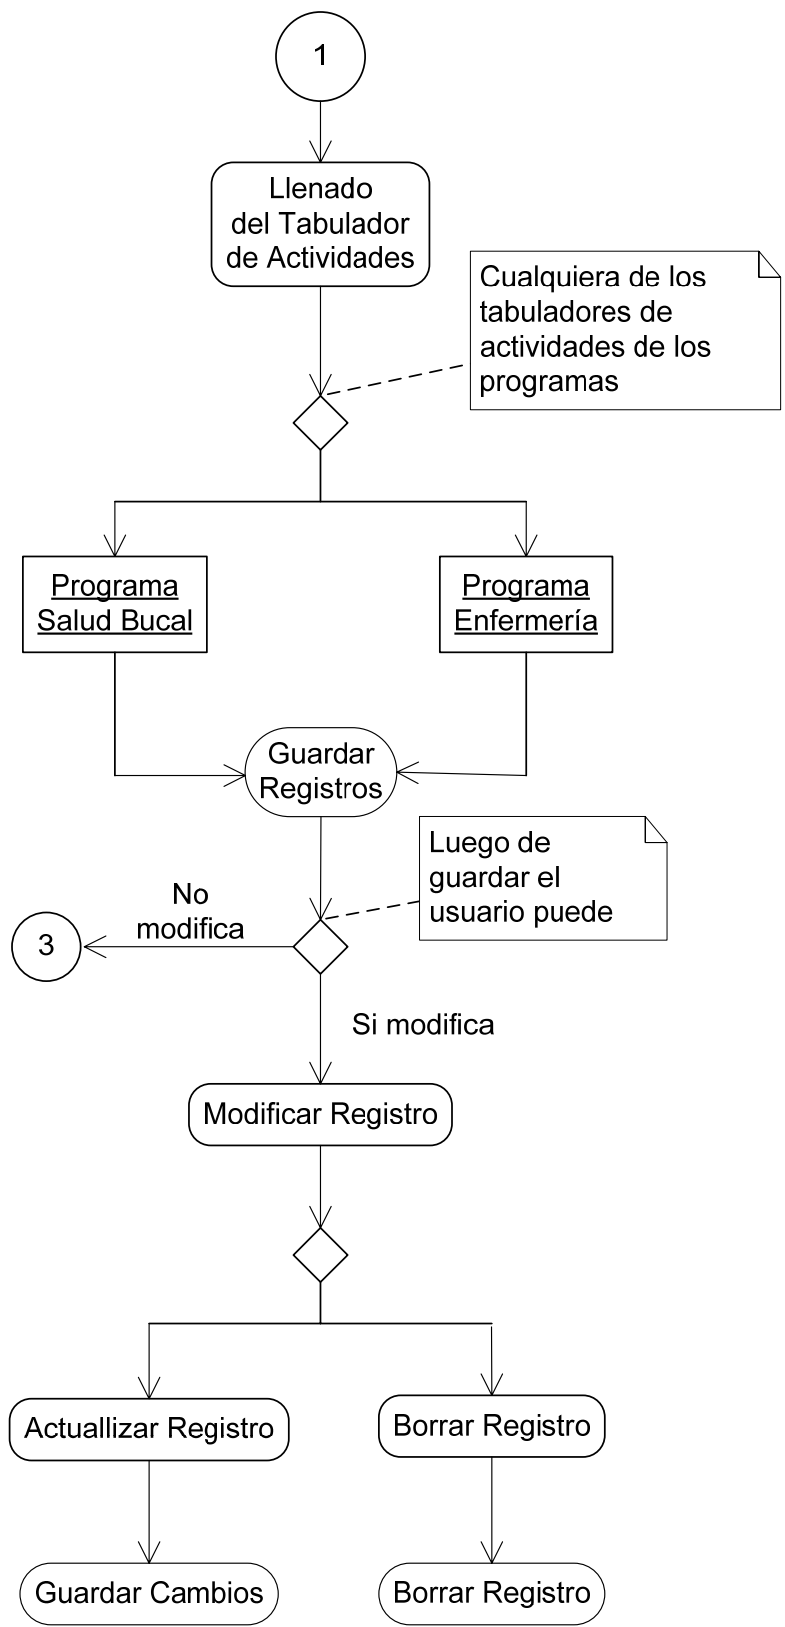 1
Llenado
del Tabulador
de Actividades
Cualquiera de los
tabuladores de
actividades de los
programas
Programa
Salud Bucal
Programa
Enfermería
Guardar
Registros
Luego de
guardar el
usuario puede
No
modifica
3
Si modifica
Modificar Registro
Actuallizar Registro
Borrar Registro
Guardar Cambios
Borrar Registro